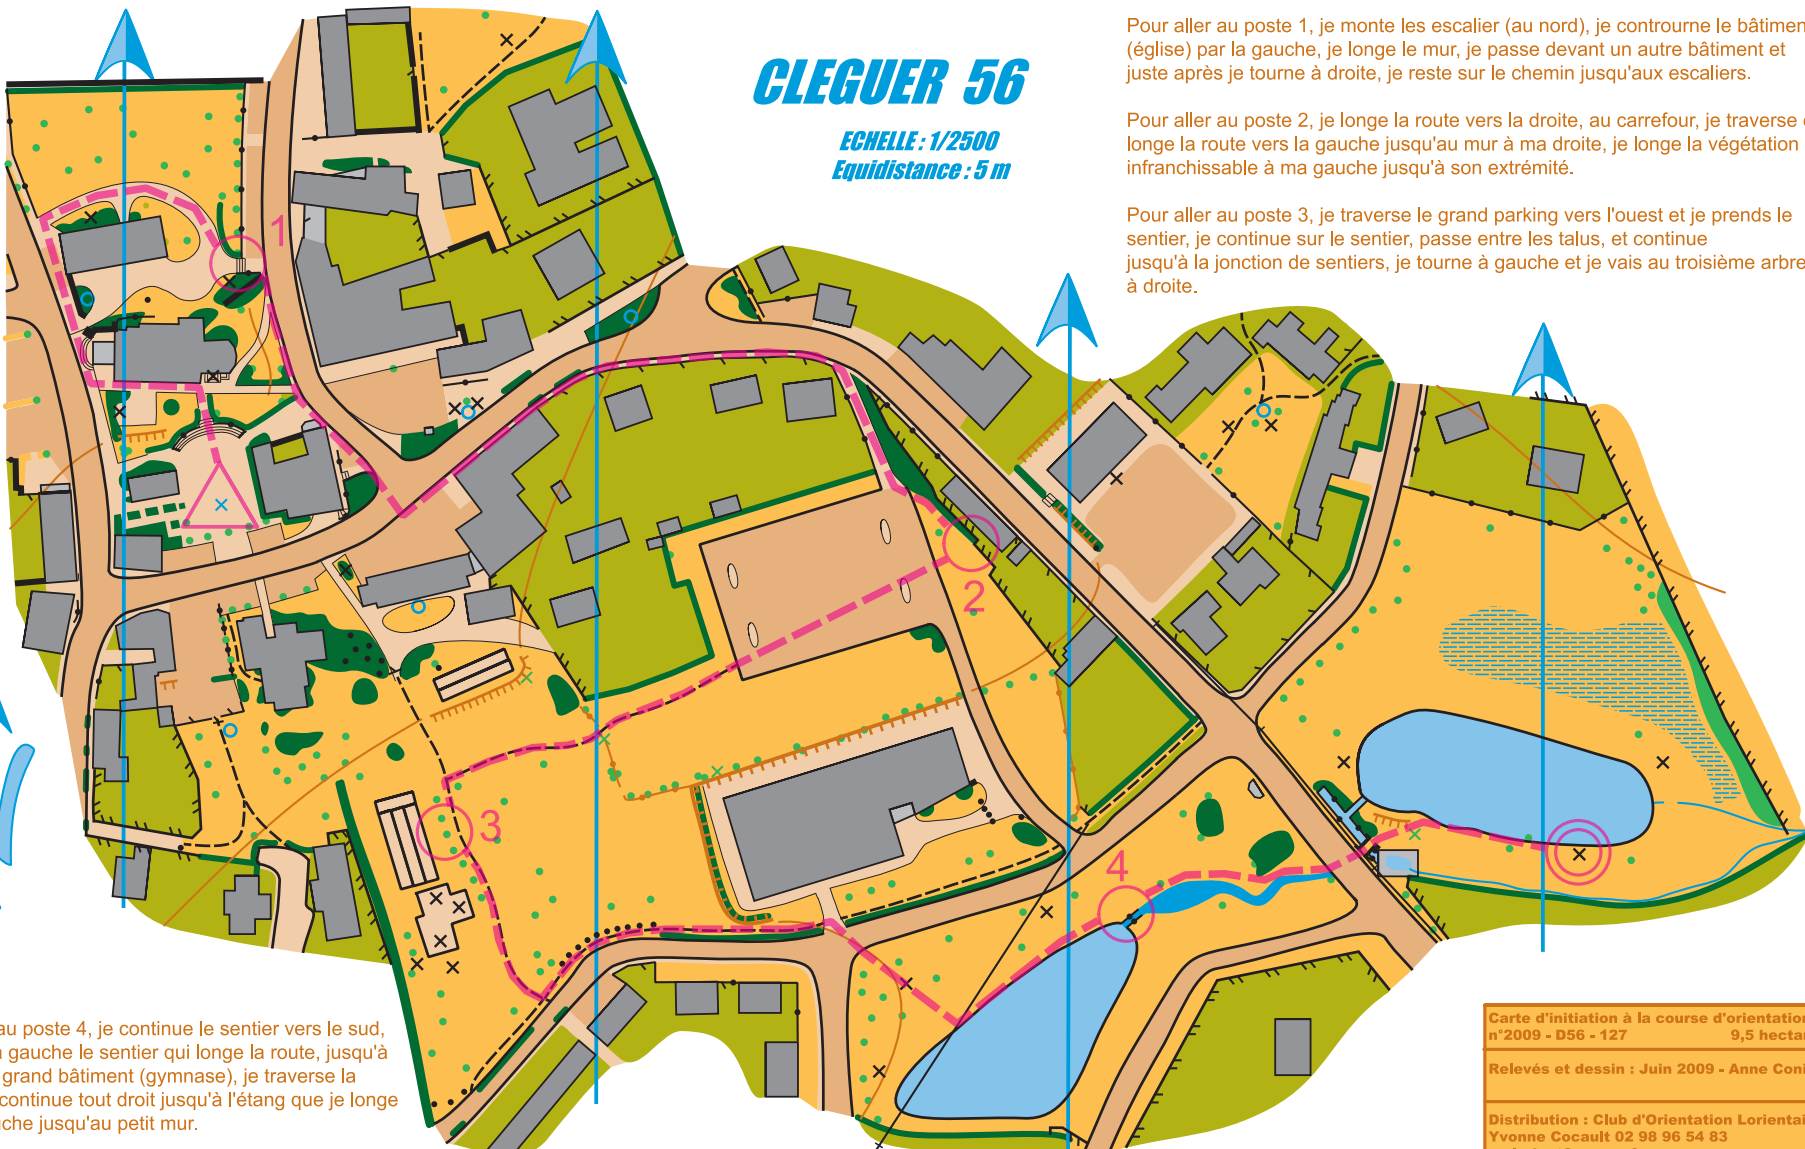 CLEGUER 56
ECHELLE : 1/2500
Equidistance : 5 m
Pour aller au poste 1, je monte les escalier (au nord), je controurne le bâtimen
(église) par la gauche, je longe le mur, je passe devant un autre bâtiment et
juste après je tourne à droite, je reste sur le chemin jusqu'aux escaliers.
Pour aller au poste 2, je longe la route vers la droite, au carrefour, je traverse
longe la route vers la gauche jusqu'au mur à ma droite, je longe la végétation
infranchissable à ma gauche jusqu'à son extrémité.
Pour aller au poste 3, je traverse le grand parking vers l'ouest et je prends le
sentier, je continue sur le sentier, passe entre les talus, et continue
jusqu'à la jonction de sentiers, je tourne à gauche et je vais au troisième arbre
à droite.
1
2
3
4
au poste 4, je continue le sentier vers le sud,
gauche le sentier qui longe la route, jusqu'à
grand bâtiment (gymnase), je traverse la
continue tout droit jusqu'à l'étang que je longe
che jusqu'au petit mur.
Carte d'initiation à la course d'orientation
n°2009 - D56 - 127 9,5 hectar
Relevés et dessin : Juin 2009 - Anne Coni
Distribution : Club d'Orientation Lorientai
Yvonne Cocault 02 98 96 54 83